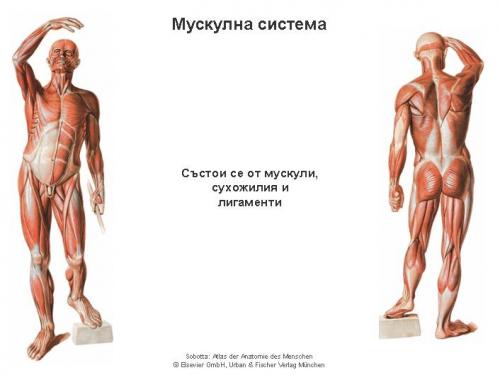 Мускулна система
Състои се от мускули,
сухожилия и
лигаменти
Sobotta: Atlas der Anatomie des Menschen
© Elsevier GmbH, Urban & Fischer Verlag München